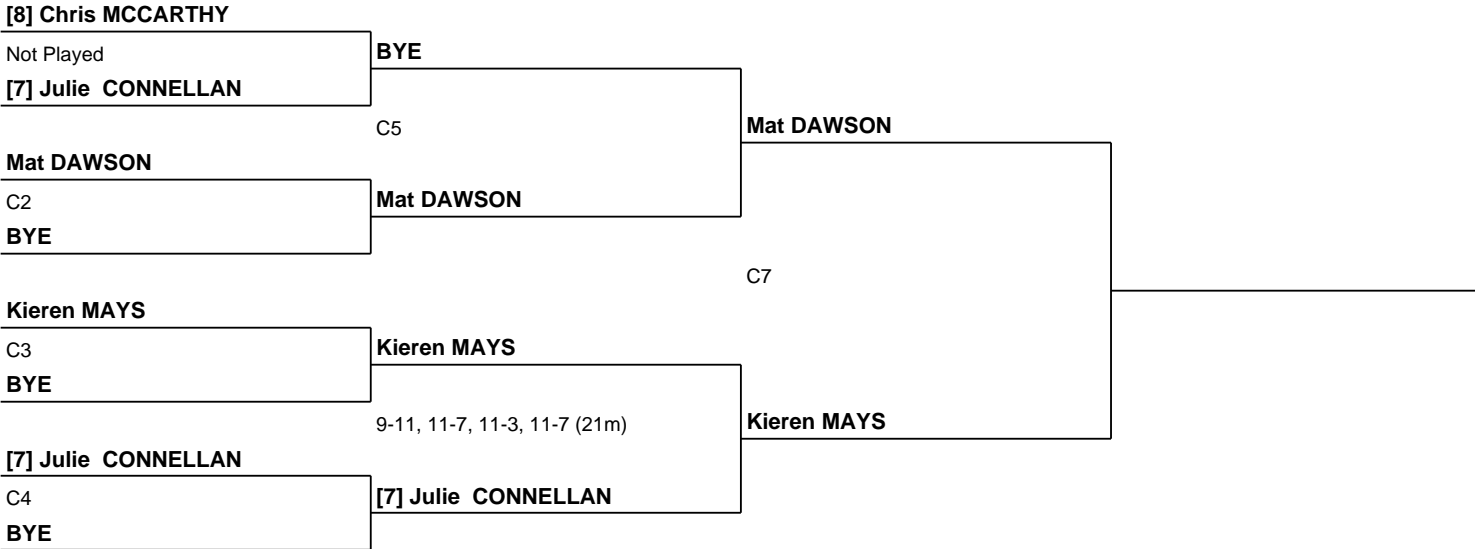 [8] Chris MCCARTHY
Not Played
BYE
[7] Julie CONNELLAN
C5
Mat DAWSON
Mat DAWSON
C2
Mat DAWSON
BYE
C7
Kieren MAYS
C3
Kieren MAYS
BYE
9-11, 11-7, 11-3, 11-7 (21m)
Kieren MAYS
[7] Julie CONNELLAN
C4
[7] Julie CONNELLAN
BYE